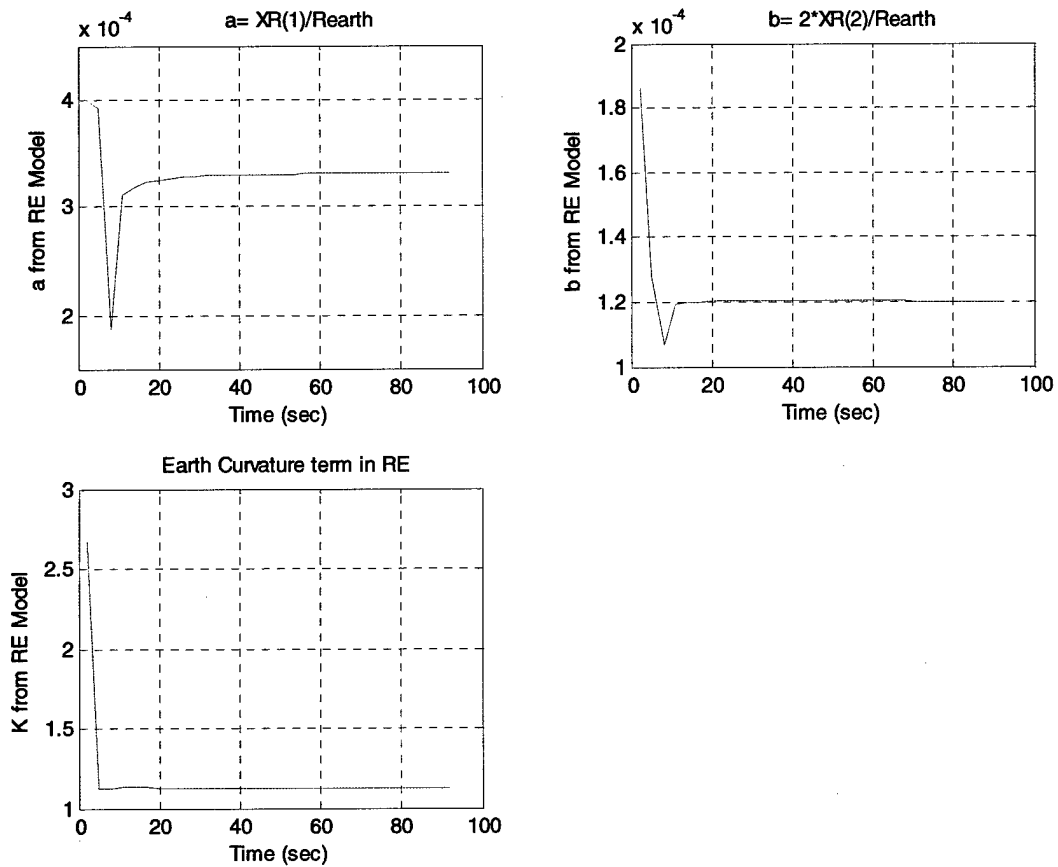 a= XR(1)/Rearth
x 10-4
a from RE Model
4
3
2
0 20 40 60 80 100
Time (sec)
b= 2*XR(2)/Rearth
x 10-4
b from RE Model
2
1.8
1.6
1.4
1.2
1
0 20 40 60 80 100
Time (sec)
Earth Curvature term in RE
K from RE Model
3
2.5
2
1.5
1
0 20 40 60 80 100
Time (sec)